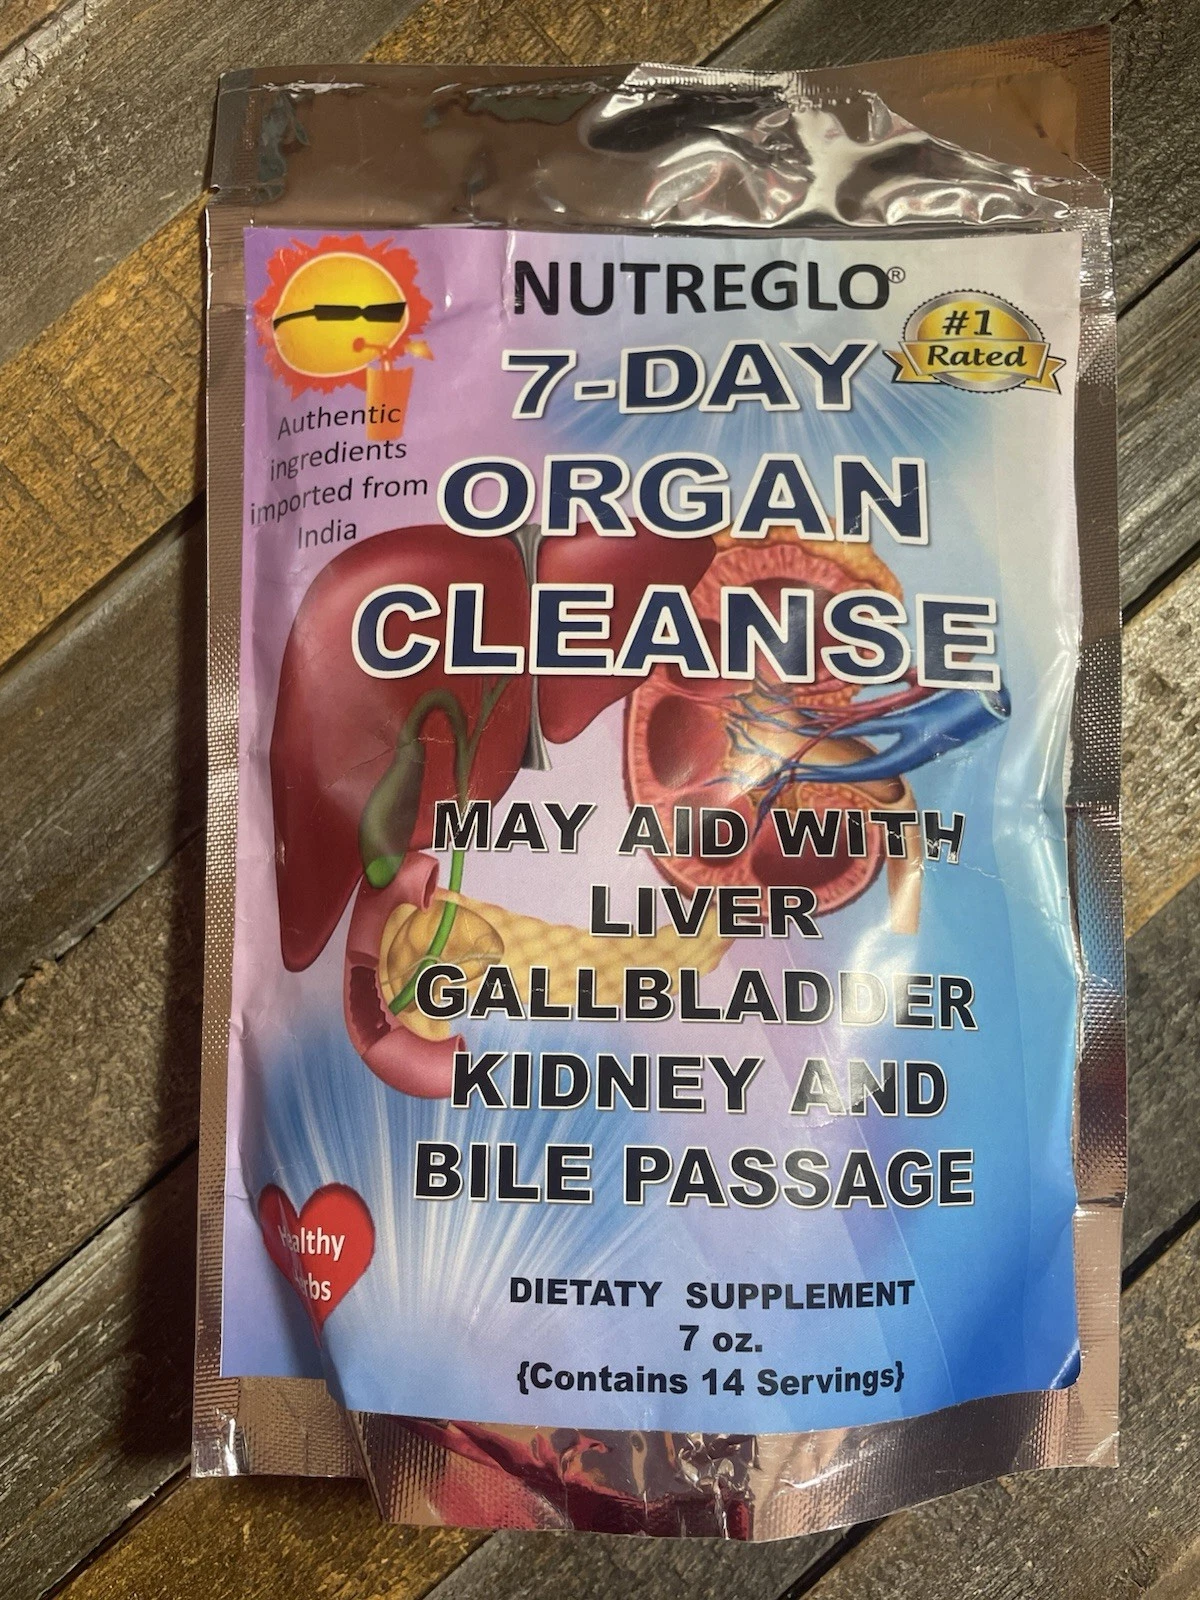 NUTREGLO®
#1
Rated
7-DAY
ORGAN
CLEANSE
Authentic
ingredients
imported from
India
MAY AID WITH
LIVER
GALLBLADDER
KIDNEY AND
BILE PASSAGE
Healthy
DIETATY SUPPLEMENT
7 oz.
{Contains 14 Servings}